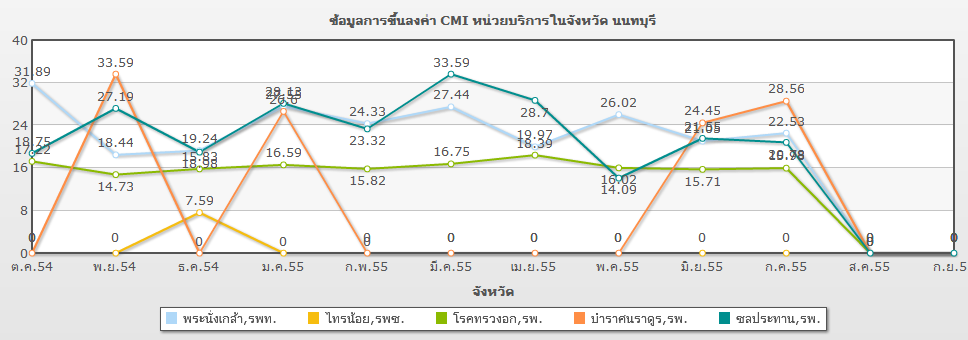 ข้อมูลการขึ้นลงค่า CMI หน่วยบริการในจังหวัด นนทบุรี
40
33.59 33.59
31.89
32 29.13 28.56
27.19 27.44
26.02
24.33 28.7 24.45
24 23.32 22.53
21.05
19.24 19.97
18.44 18.39
16.59 16.75
16 15.82 16.02 15.71
14.73 14.09
8 7.59
0 0 0 0 0 0 0 0 0 0 0 0 0
ต.ค.54 พ.ย.54 ธ.ค.54 ม.ค.55 ก.พ.55 มี.ค.55 เม.ย.55 พ.ค.55 มิ.ย.55 ก.ค.55 ส.ค.55 ก.ย.5
จังหวัด
พระนั่งเกล้า,รพท. ไทรน้อย,รพช. โรคทรวงอก,รพ. บำราศนราดูร,รพ. ชลประทาน,รพ.